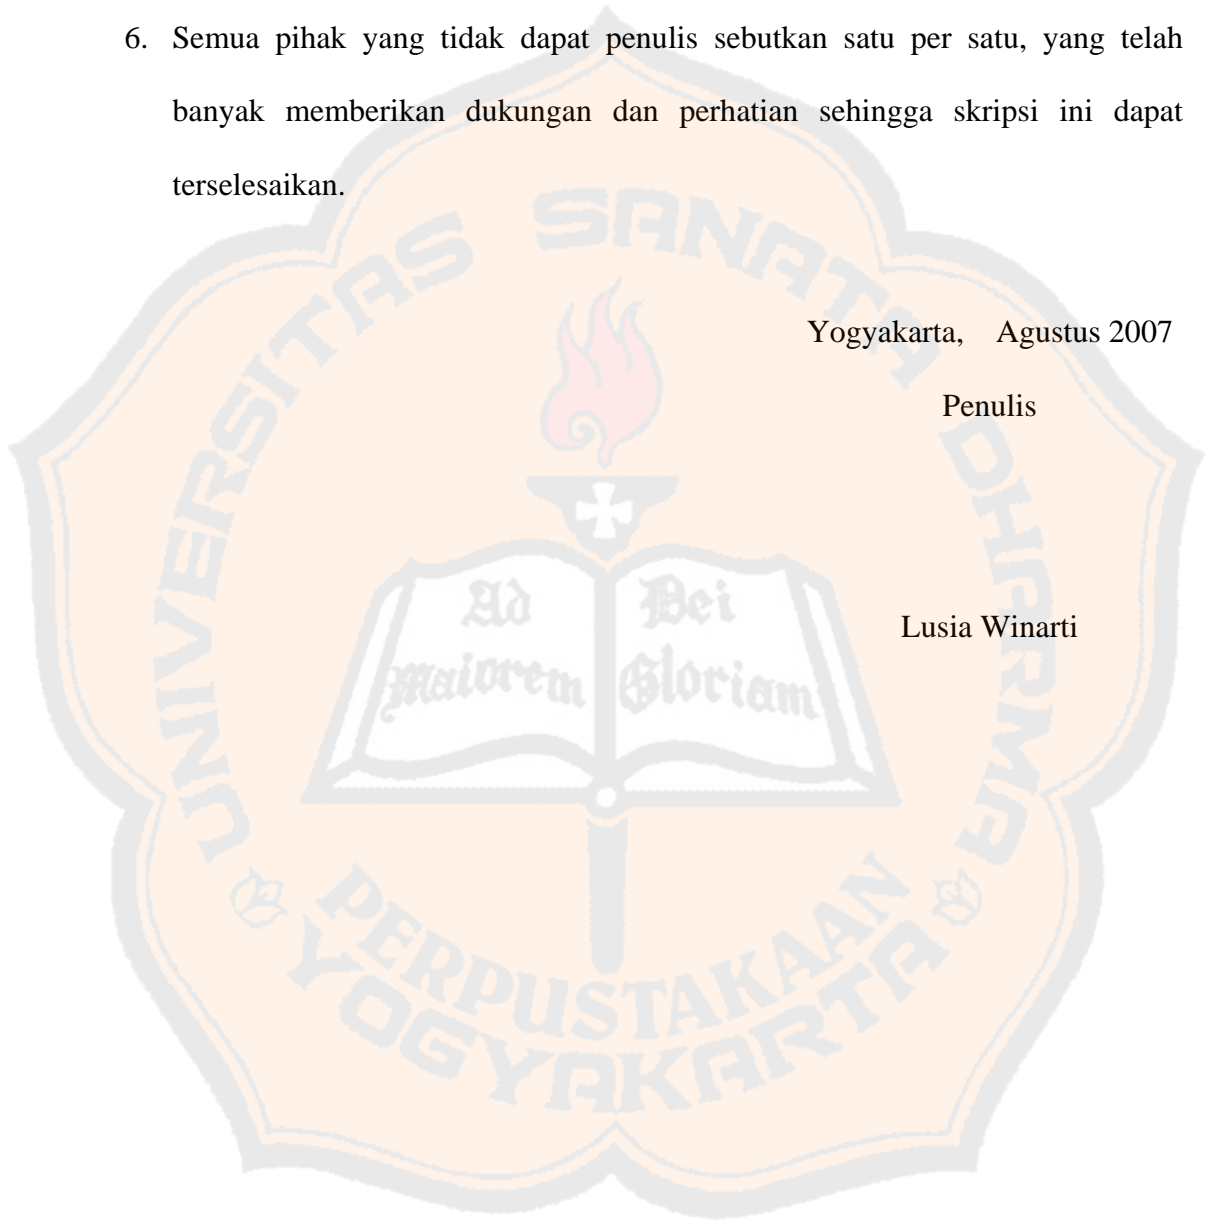 6. Semua pihak yang tidak dapat penulis sebutkan satu per satu, yang telah
banyak memberikan dukungan dan perhatian sehingga skripsi ini dapat
terselesaikan.
Yogyakarta, Agustus 2007
Penulis
Lusia Winarti
UNIVERSITAS SANATA DHARMA
Ad
Dei
Maiorem
Gloriam
PERPUSTAKAAN
YOGYAKARTA